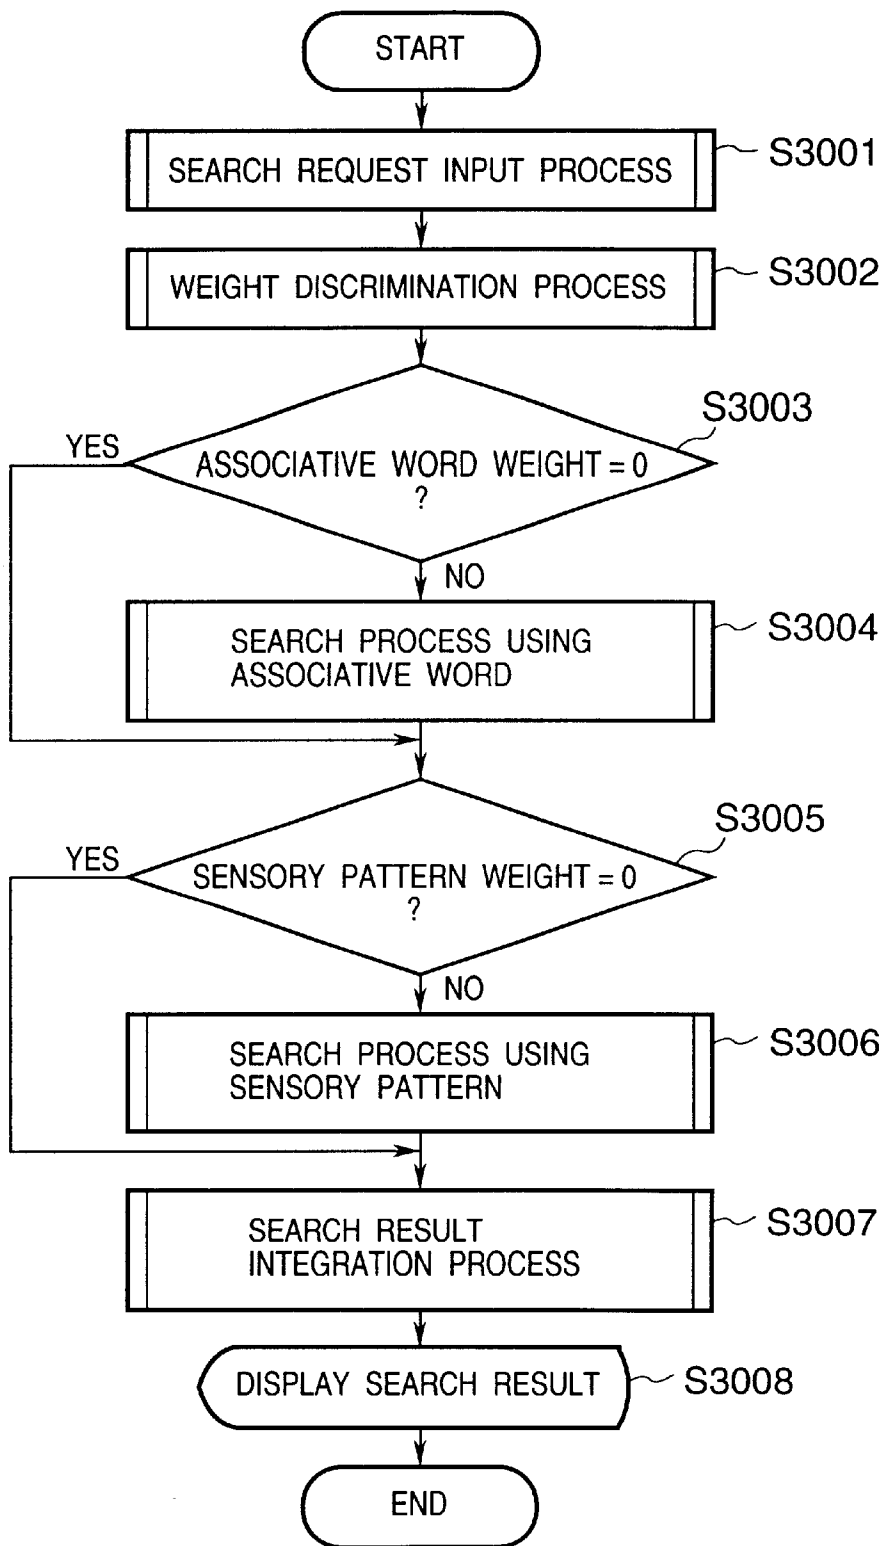 START
SEARCH REQUEST INPUT PROCESS
S3001
WEIGHT DISCRIMINATION PROCESS
S3002
S3003
YES
ASSOCIATIVE WORD WEIGHT = 0
?
NO
SEARCH PROCESS USING
ASSOCIATIVE WORD
S3004
S3005
YES
SENSORY PATTERN WEIGHT = 0
?
NO
SEARCH PROCESS USING
SENSORY PATTERN
S3006
SEARCH RESULT
INTEGRATION PROCESS
S3007
DISPLAY SEARCH RESULT
S3008
END